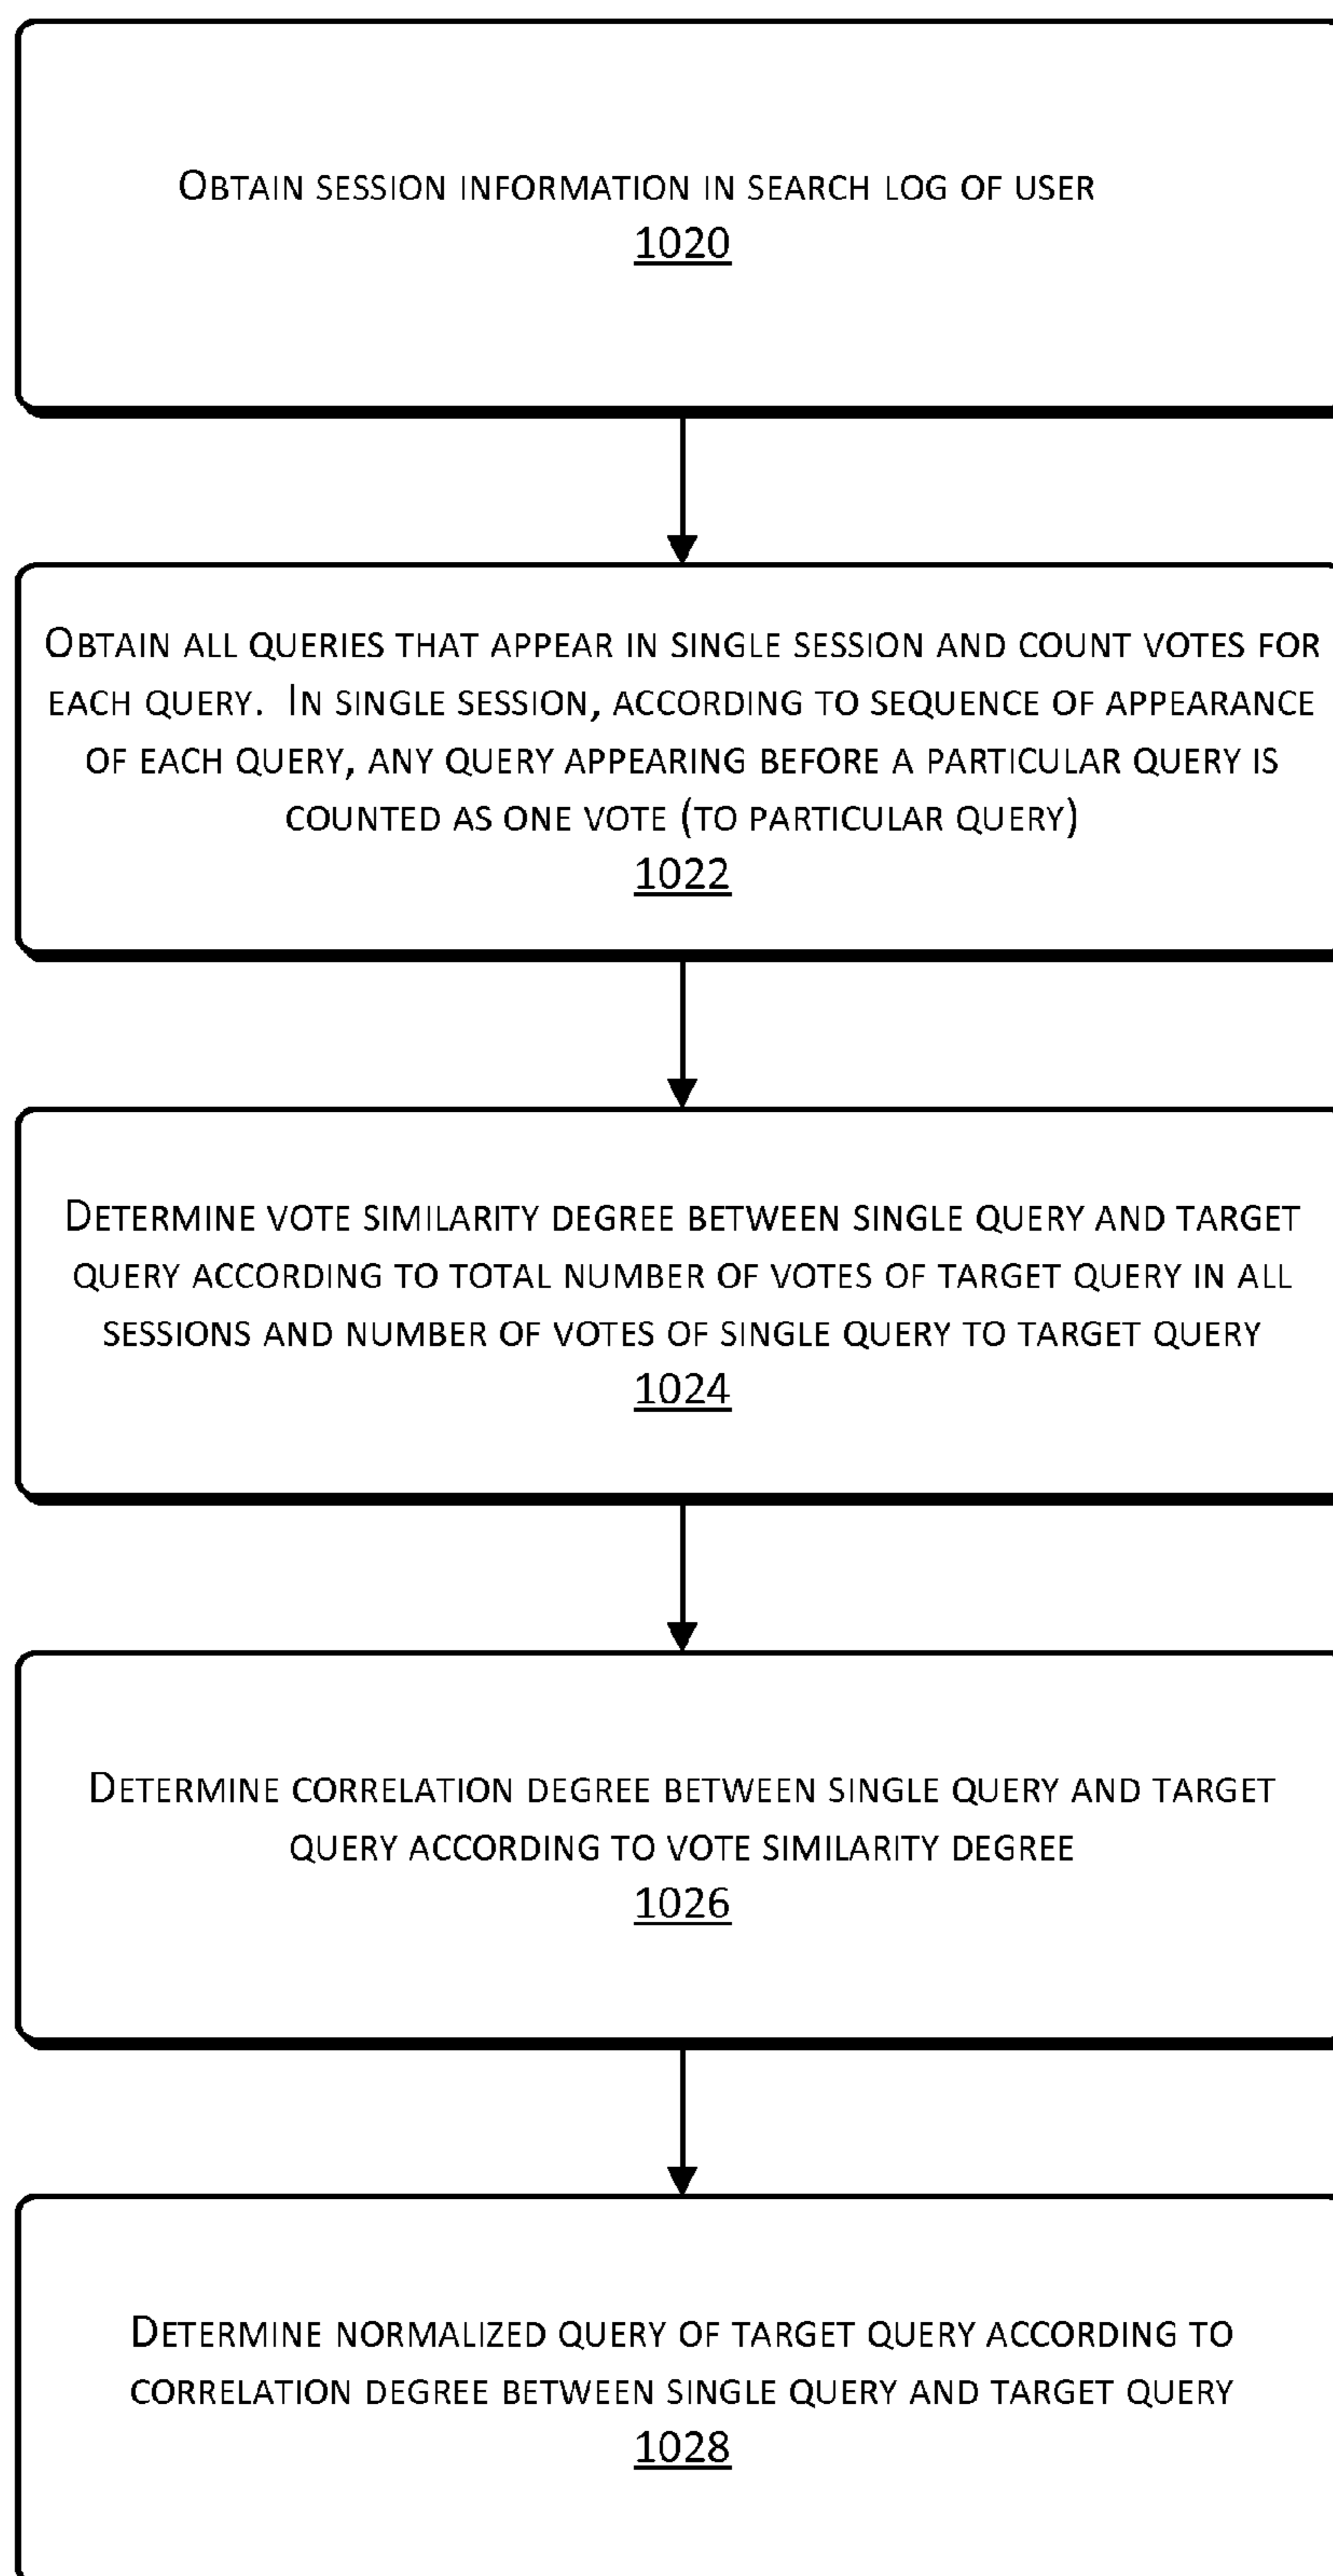 OBTAIN SESSION INFORMATION IN SEARCH LOG OF USER
1020
OBTAIN ALL QUERIES THAT APPEAR IN SINGLE SESSION AND COUNT VOTES FOR
EACH QUERY. IN SINGLE SESSION, ACCORDING TO SEQUENCE OF APPEARANCE
OF EACH QUERY, ANY QUERY APPEARING BEFORE A PARTICULAR QUERY IS
COUNTED AS ONE VOTE (TO PARTICULAR QUERY)
1022
DETERMINE VOTE SIMILARITY DEGREE BETWEEN SINGLE QUERY AND TARGET
QUERY ACCORDING TO TOTAL NUMBER OF VOTES OF TARGET QUERY IN ALL
SESSIONS AND NUMBER OF VOTES OF SINGLE QUERY TO TARGET QUERY
1024
DETERMINE CORRELATION DEGREE BETWEEN SINGLE QUERY AND TARGET
QUERY ACCORDING TO VOTE SIMILARITY DEGREE
1026
DETERMINE NORMALIZED QUERY OF TARGET QUERY ACCORDING TO
CORRELATION DEGREE BETWEEN SINGLE QUERY AND TARGET QUERY
1028